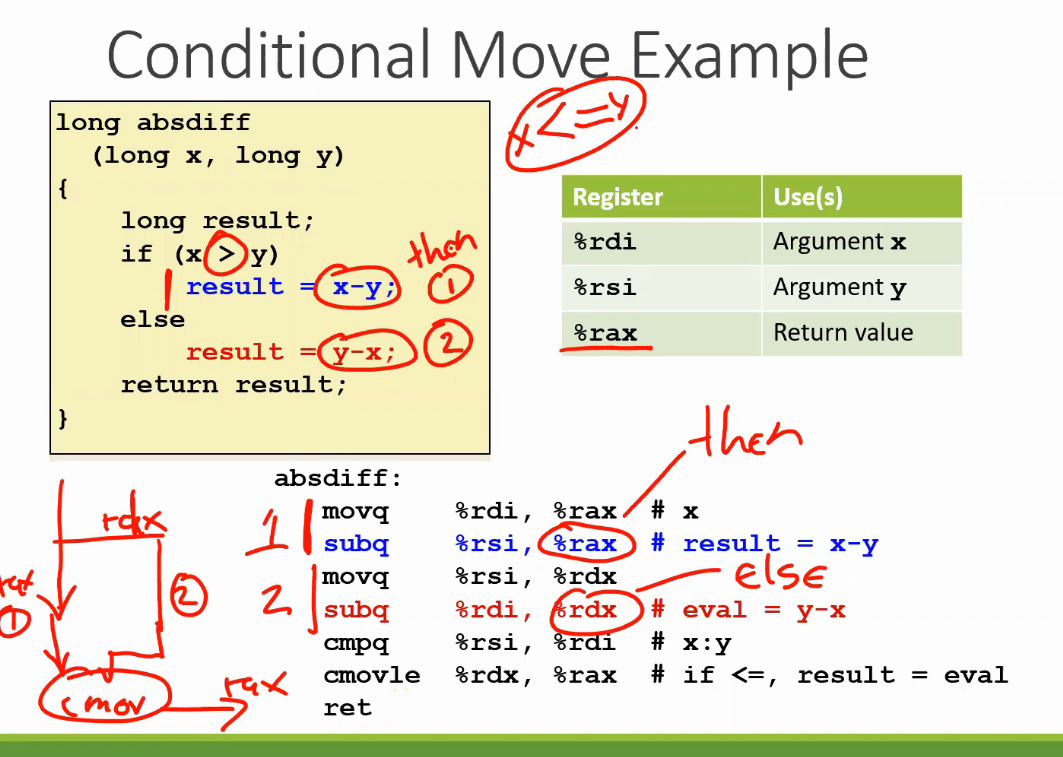 Conditional Move Example
x<=y
long absdiff
(long x, long y)
{
long result;
if (x > y)
then
result = x-y;
1
else
result = y-x;
2
return result;
}
Register Use(s)
%rdi Argument x
%rsi Argument y
%rax Return value
then
absdiff:
1
movq %rdi, %rax # x
subq %rsi, %rax # result = x-y
2
movq %rsi, %rdx
ELSE
subq %rdi, %rdx # eval = y-x
cmpq %rsi, %rdi # x:y
cmovle %rdx, %rax # if <=, result = eval
ret
rdx
1
2
cmov
rax